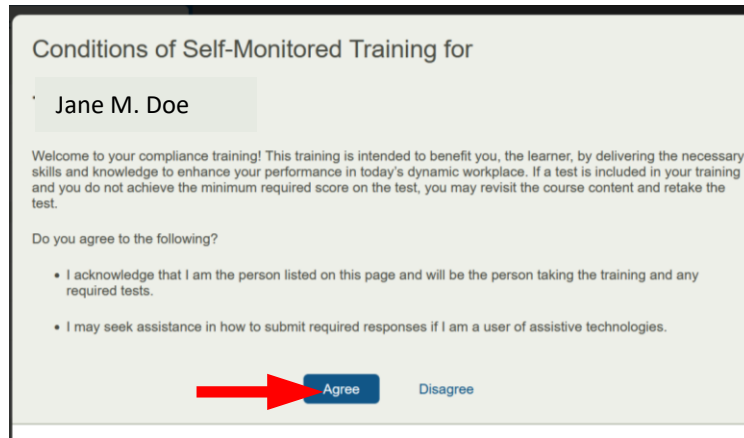 Conditions of Self-Monitored Training for
Jane M. Doe
Welcome to your compliance training! This training is intended to benefit you, the learner, by delivering the necessary
skills and knowledge to enhance your performance in today's dynamic workplace. If a test is included in your training
and you do not achieve the minimum required score on the test, you may revisit the course content and retake the
test.
Do you agree to the following?
• I acknowledge that I am the person listed on this page and will be the person taking the training and any
required tests.
• I may seek assistance in how to submit required responses if I am a user of assistive technologies.
Agree Disagree